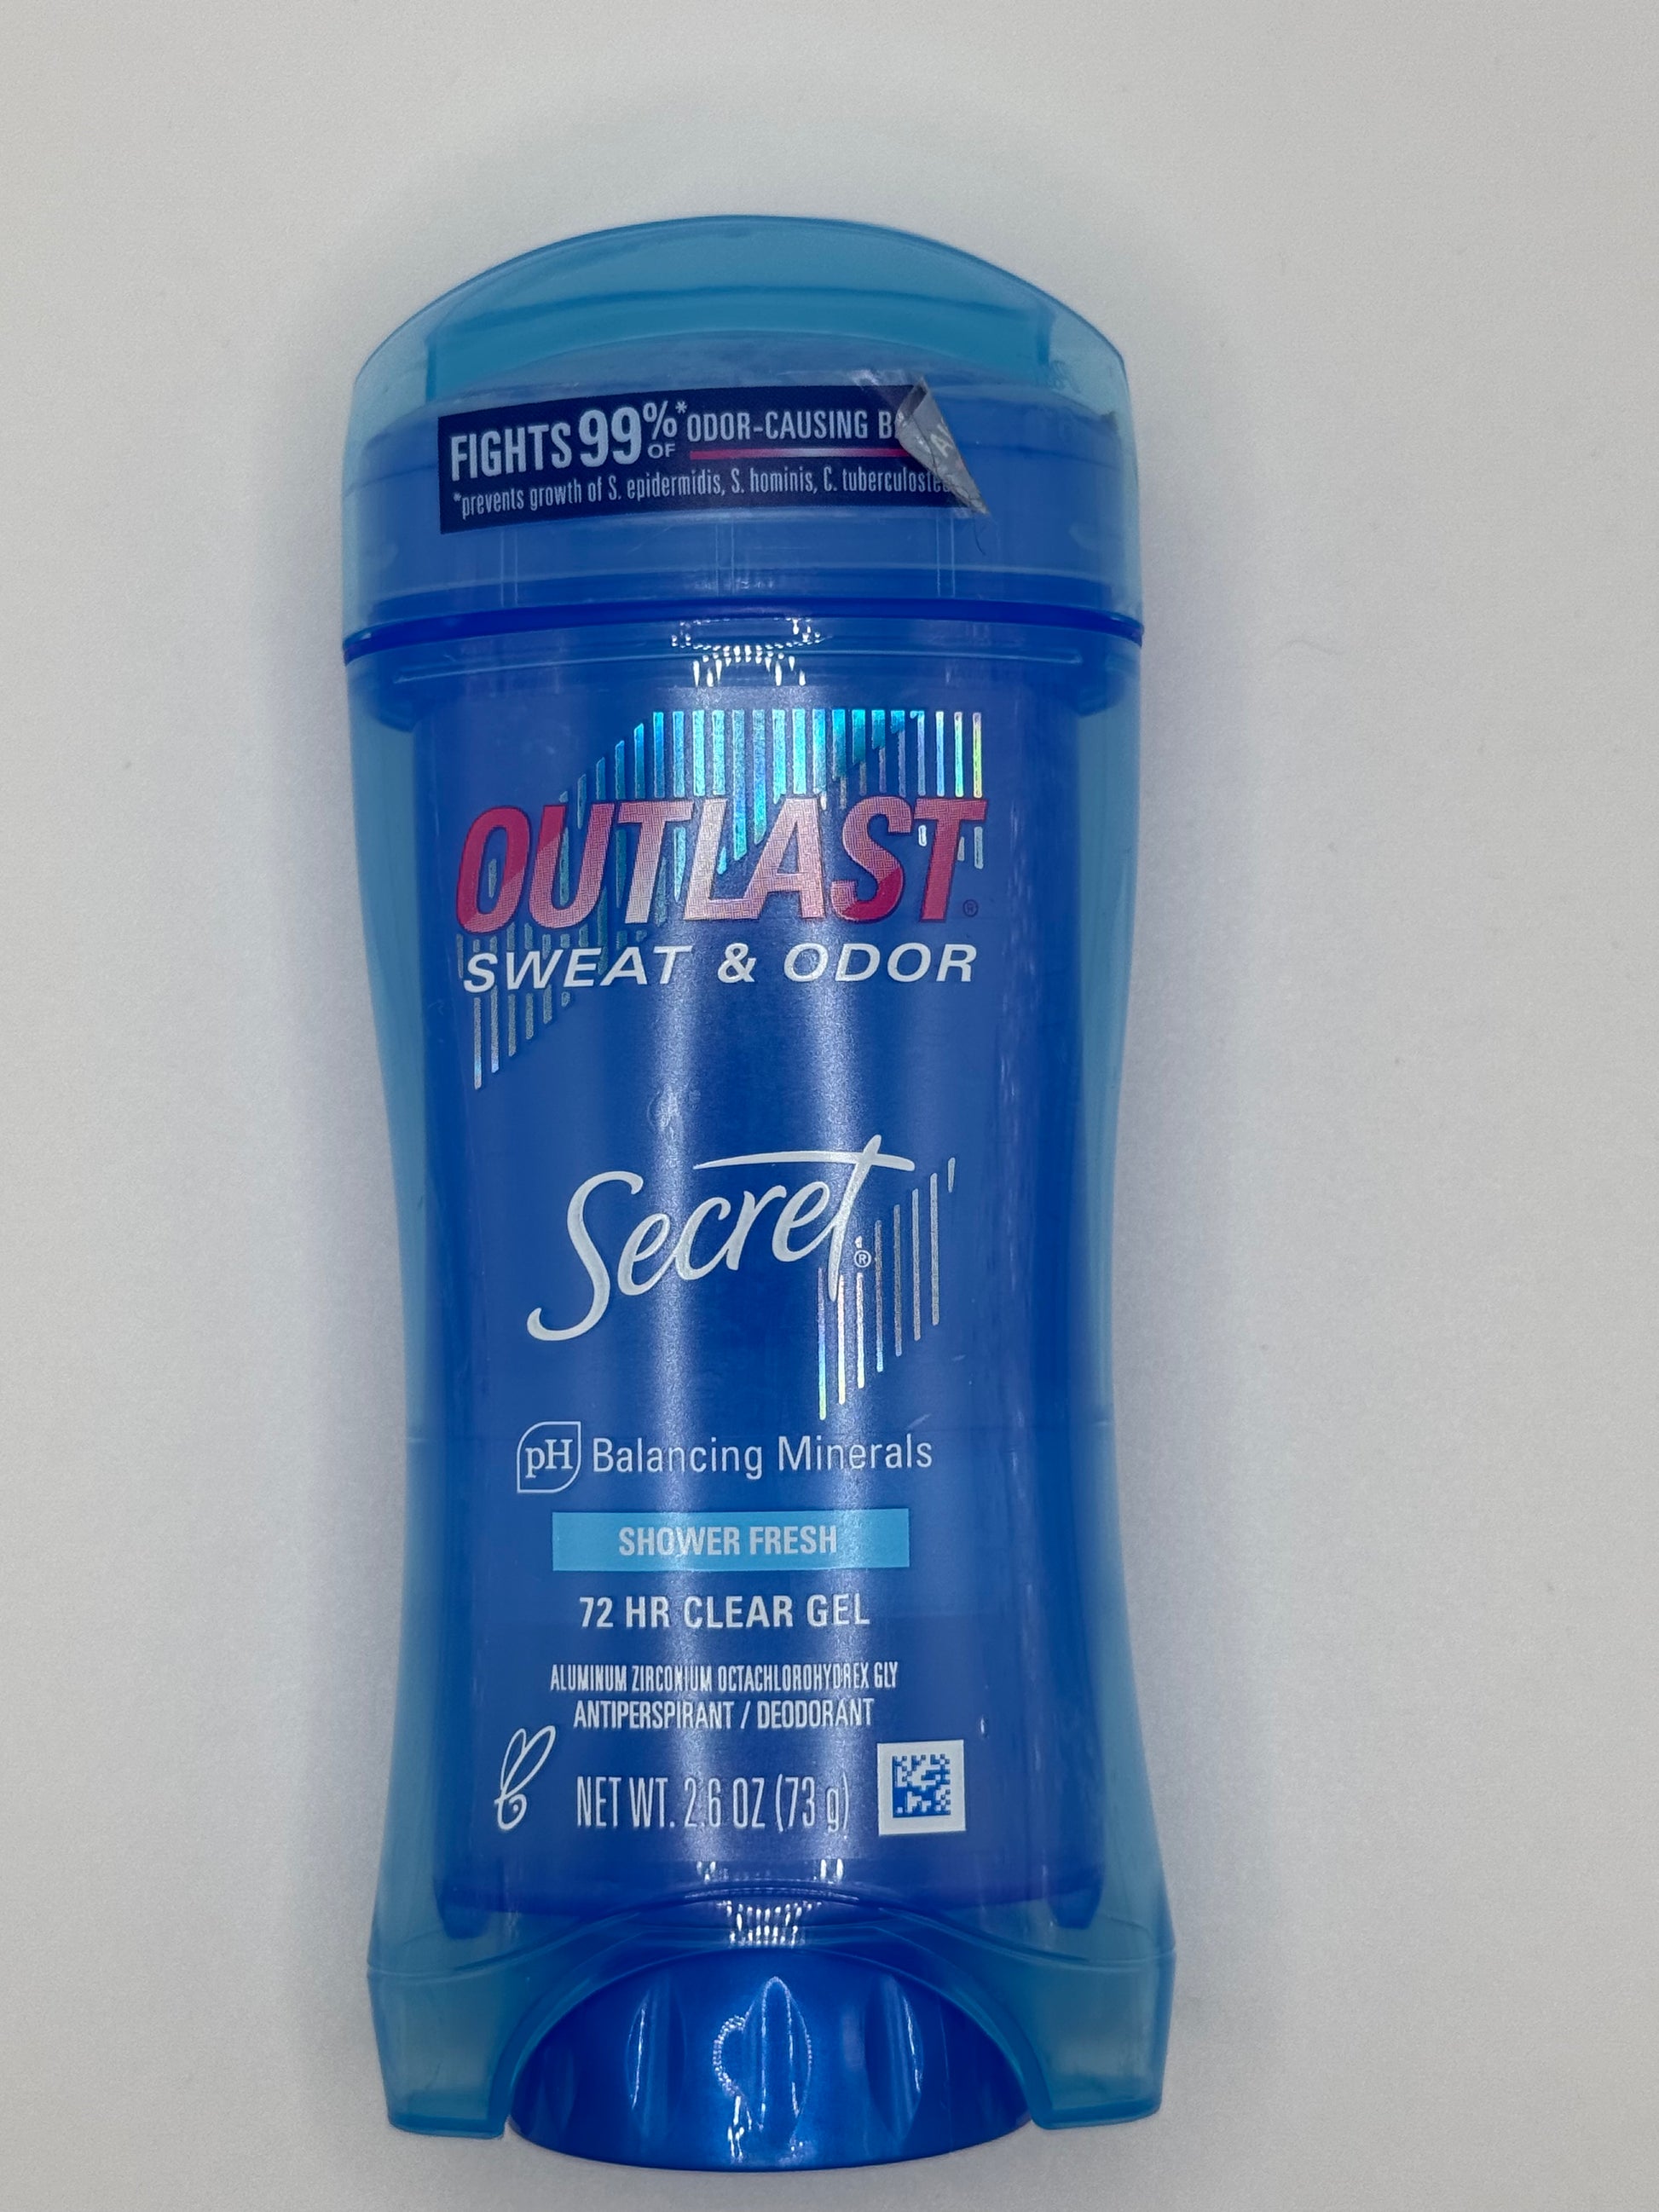 FIGHTS 99%* OF ODOR-CAUSING
*prevents growth of S. epidermidis, S. hominis, C.
OUTLAST®
SWEAT & ODOR
Secret®
pH Balancing Minerals
SHOWER FRESH
72 HR CLEAR GEL
ALUMINUM ZIRCONIUM OCTACHLOROHYDREX GLY
ANTIPERSPIRANT / DEODORANT
NET WT. 2.6 OZ (73 g)